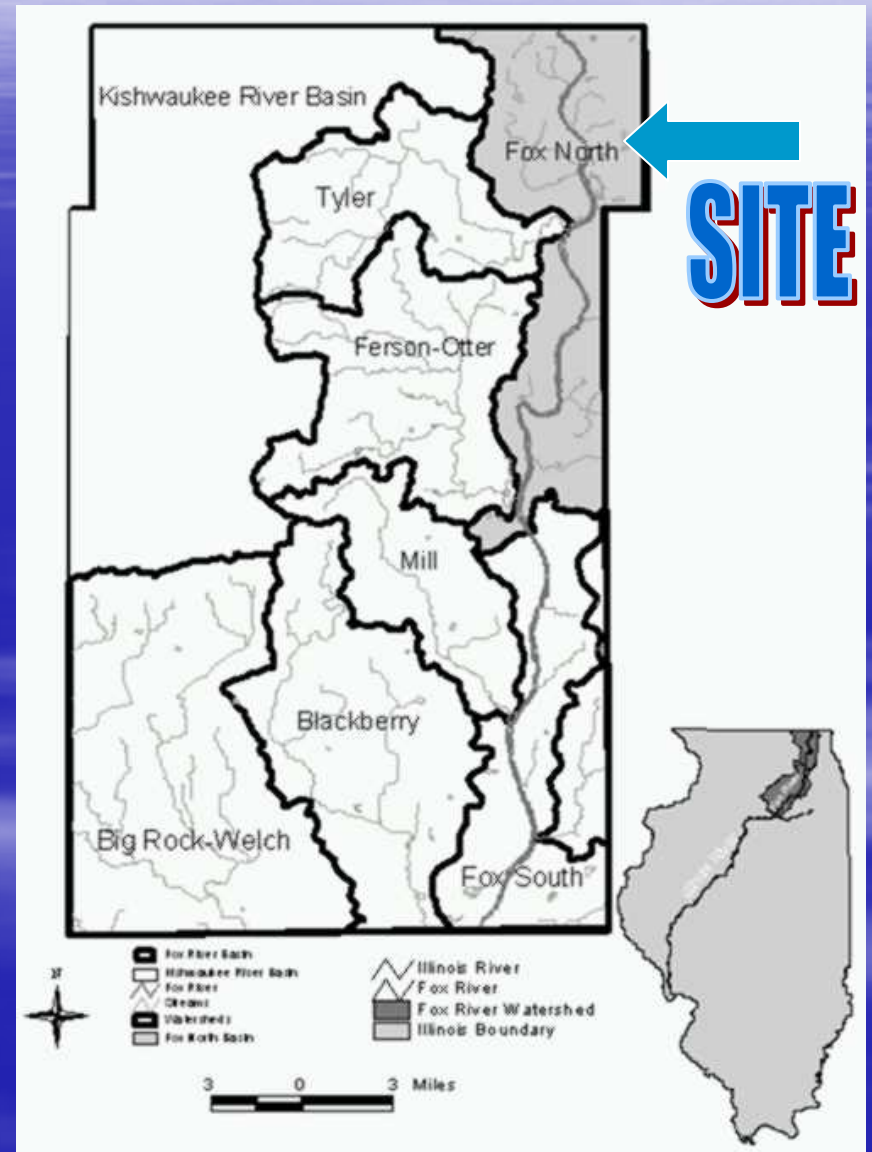 Kishwaukee River Basin
Fox North
SITE
Tyler
Ferson-Otter
Mill
Blackberry
Big Rock-Welch
Fox South
Fox River Basin
Kishwaukee River Basin
Fox River
Streams
Watersheds
Fox North Basin
Illinois River
Fox River
Fox River Watershed
Illinois Boundary
N
3 0 3 Miles